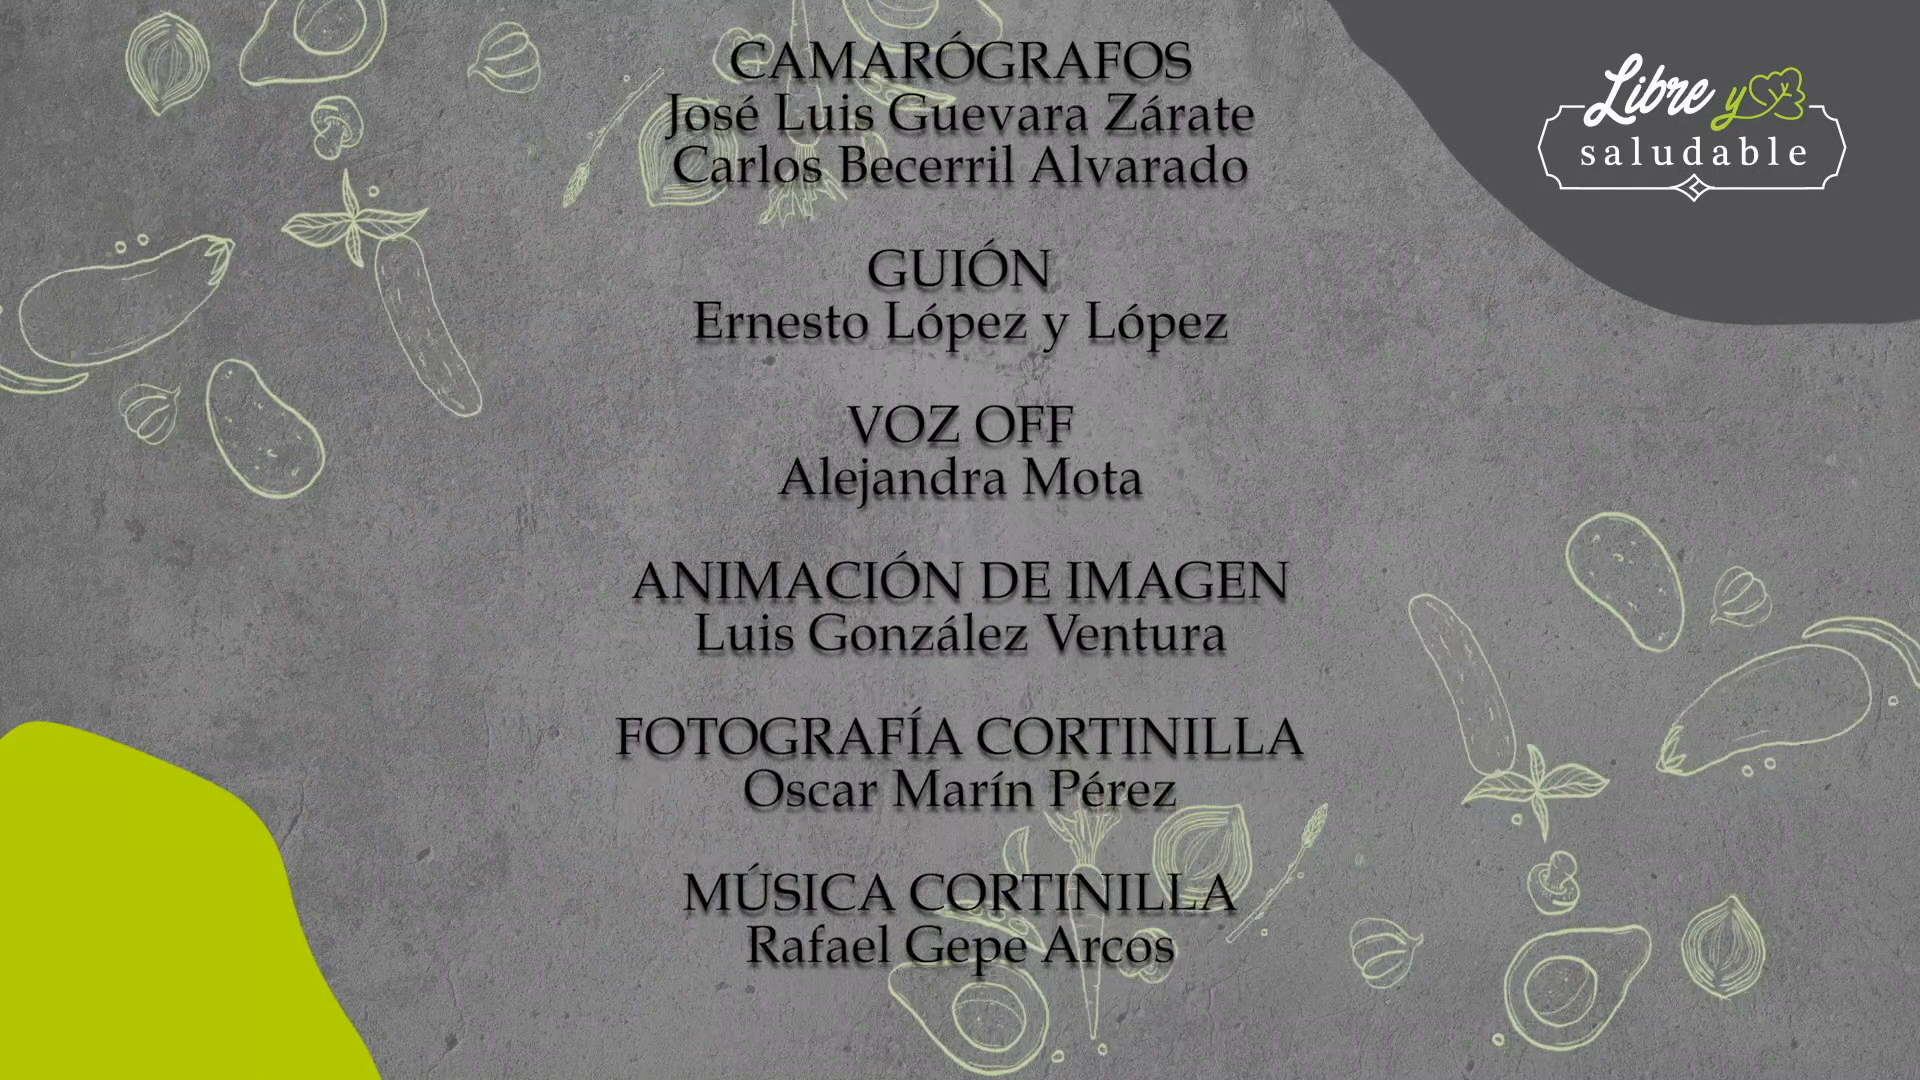 CAMARÓGRAFOS
José Luis Guevara Zárate
Carlos Becerril Alvarado
GUIÓN
Ernesto López y López
VOZ OFF
Alejandra Mota
ANIMACIÓN DE IMAGEN
Luis González Ventura
FOTOGRAFÍA CORTINILLA
Oscar Marín Pérez
MÚSICA CORTINILLA
Rafael Gepe Arcos
Libre y
saludable